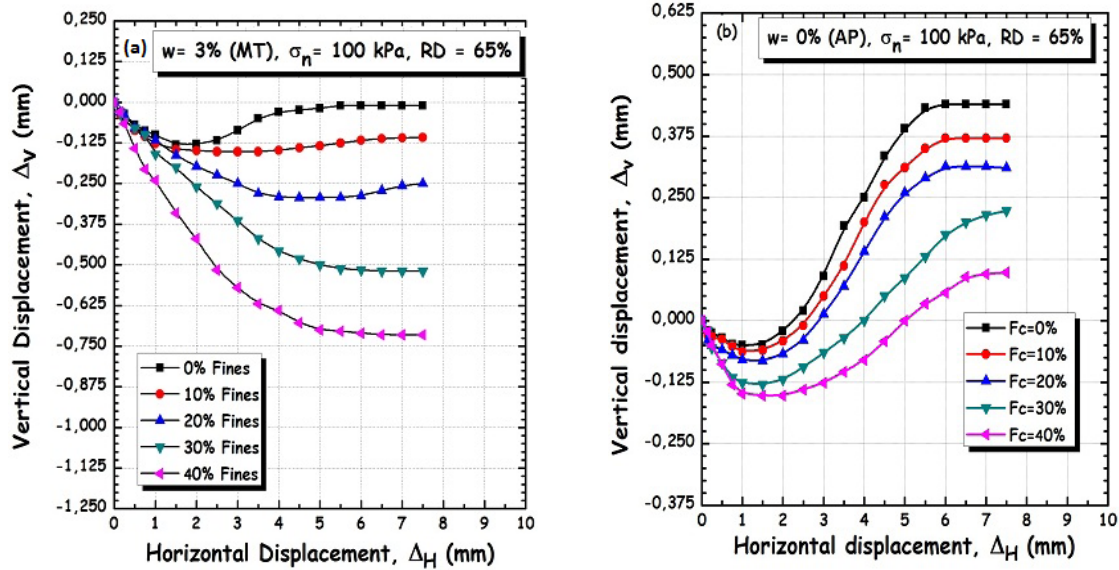 (a)
w= 3% (MT), σn= 100 kPa, RD = 65%
Vertical Displacement, ΔV (mm)
0,250
0,125
0,000
-0,125
-0,250
-0,375
-0,500
-0,625
-0,750
-0,875
-1,000
-1,125
-1,250
0% Fines
10% Fines
20% Fines
30% Fines
40% Fines
0 1 2 3 4 5 6 7 8 9 10
Horizontal Displacement, ΔH (mm)
(b)
w= 0% (AP), σn= 100 kPa, RD = 65%
Vertical displacement, ΔV (mm)
0,625
0,500
0,375
0,250
0,125
0,000
-0,125
-0,250
-0,375
Fc=0%
Fc=10%
Fc=20%
Fc=30%
Fc=40%
0 1 2 3 4 5 6 7 8 9 10
Horizontal displacement, ΔH (mm)